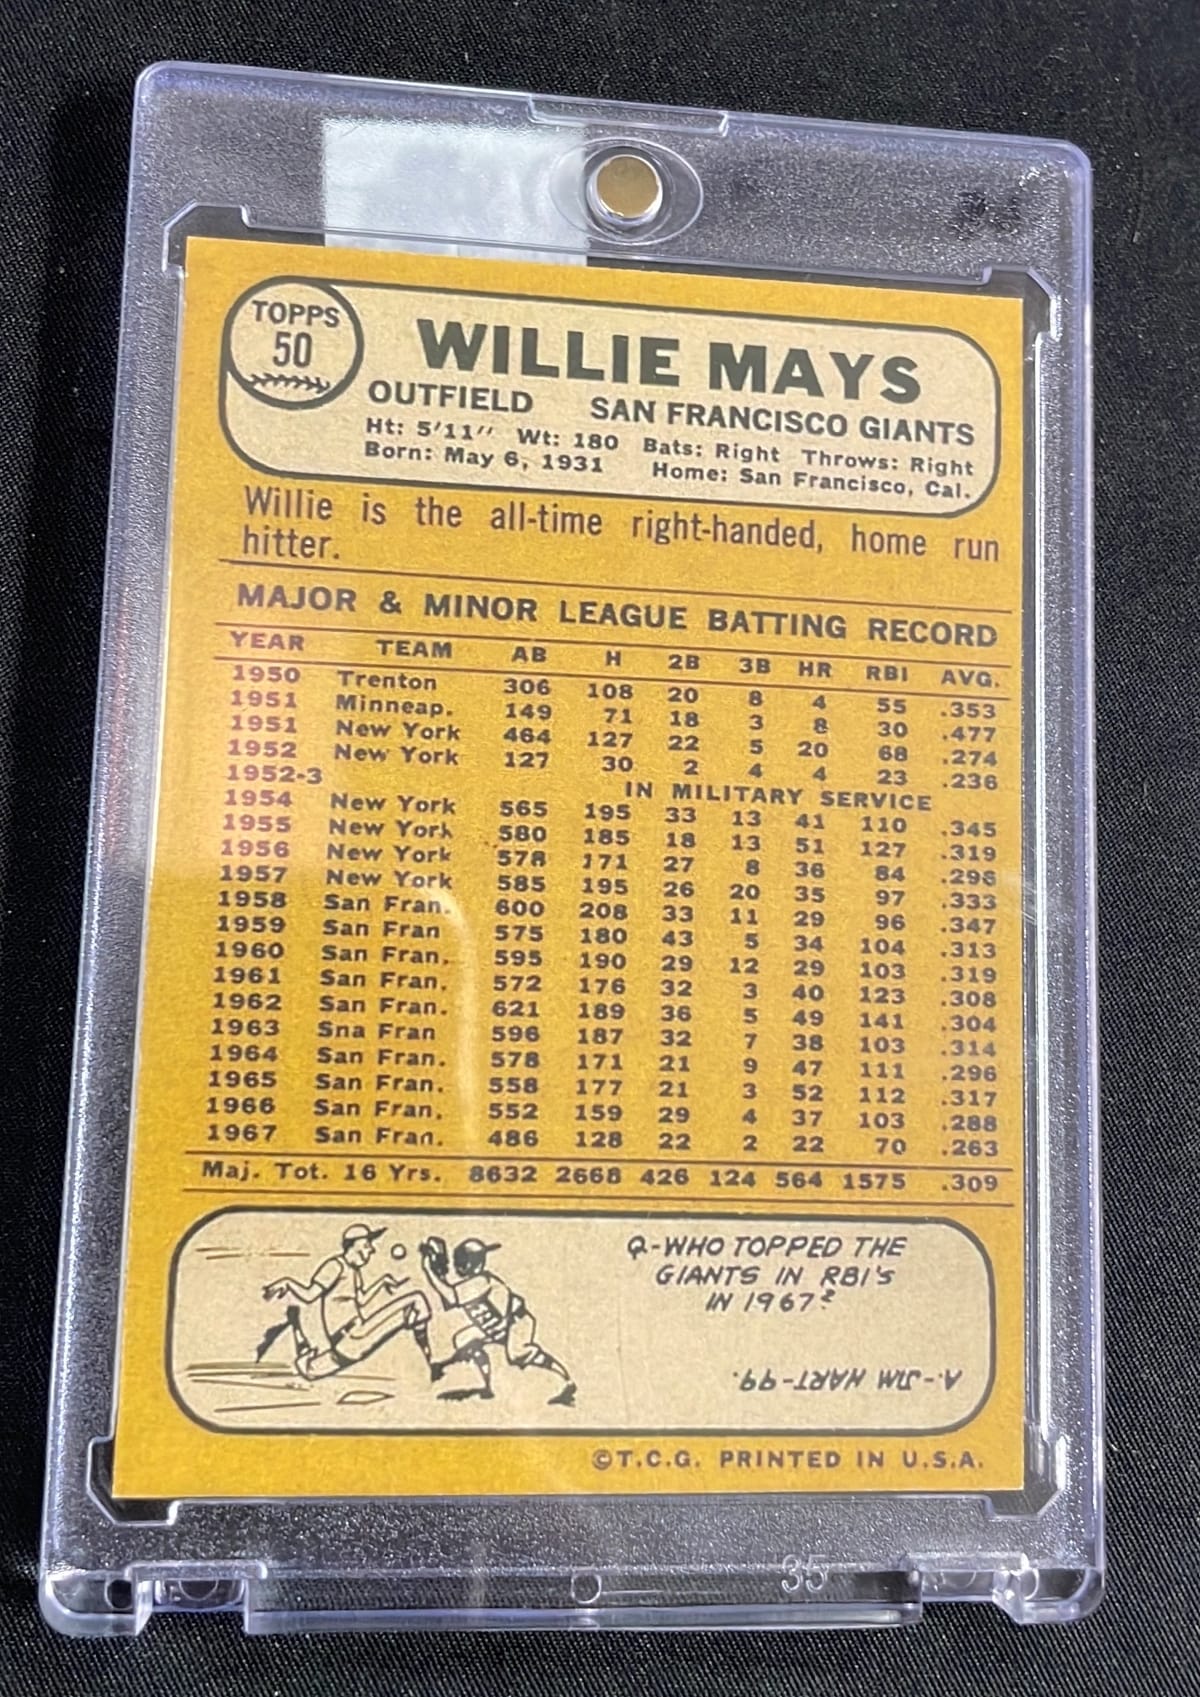 TOPPS
50
WILLIE MAYS
OUTFIELD SAN FRANCISCO GIANTS
Ht: 5'11" Wt: 180 Bats: Right Throws: Right
Born: May 6, 1931 Home: San Francisco, Cal.
Willie is the all-time right-handed, home run
hitter.
MAJOR & MINOR LEAGUE BATTING RECORD
YEAR TEAM AB H 2B 3B HR RBI AVG.
1950 Trenton 306 108 20 8 4 55 .353
1951 Minneap. 149 71 18 3 8 30 .477
1951 New York 464 127 22 5 20 68 .274
1952 New York 127 30 2 4 4 23 .236
1952-3 IN MILITARY SERVICE
1954 New York 565 195 33 13 41 110 .345
1955 New York 580 185 18 13 51 127 .319
1956 New York 578 171 27 8 36 84 .296
1957 New York 585 195 26 20 35 97 .333
1958 San Fran. 600 208 33 11 29 96 .347
1959 San Fran 575 180 43 5 34 104 .313
1960 San Fran. 595 190 29 12 29 103 .319
1961 San Fran. 572 176 32 3 40 123 .308
1962 San Fran. 621 189 36 5 49 141 .304
1963 Sna Fran 596 187 32 7 38 103 .314
1964 San Fran. 578 171 21 9 47 111 .296
1965 San Fran. 558 177 21 3 52 112 .317
1966 San Fran. 552 159 29 4 37 103 .288
1967 San Fran. 486 128 22 2 22 70 .263
Maj. Tot. 16 Yrs. 8632 2668 426 124 564 1575 .309
Q-WHO TOPPED THE
GIANTS IN RBI'S
IN 1967?
A.-JIM HART-99.
©T.C.G. PRINTED IN U.S.A.
35